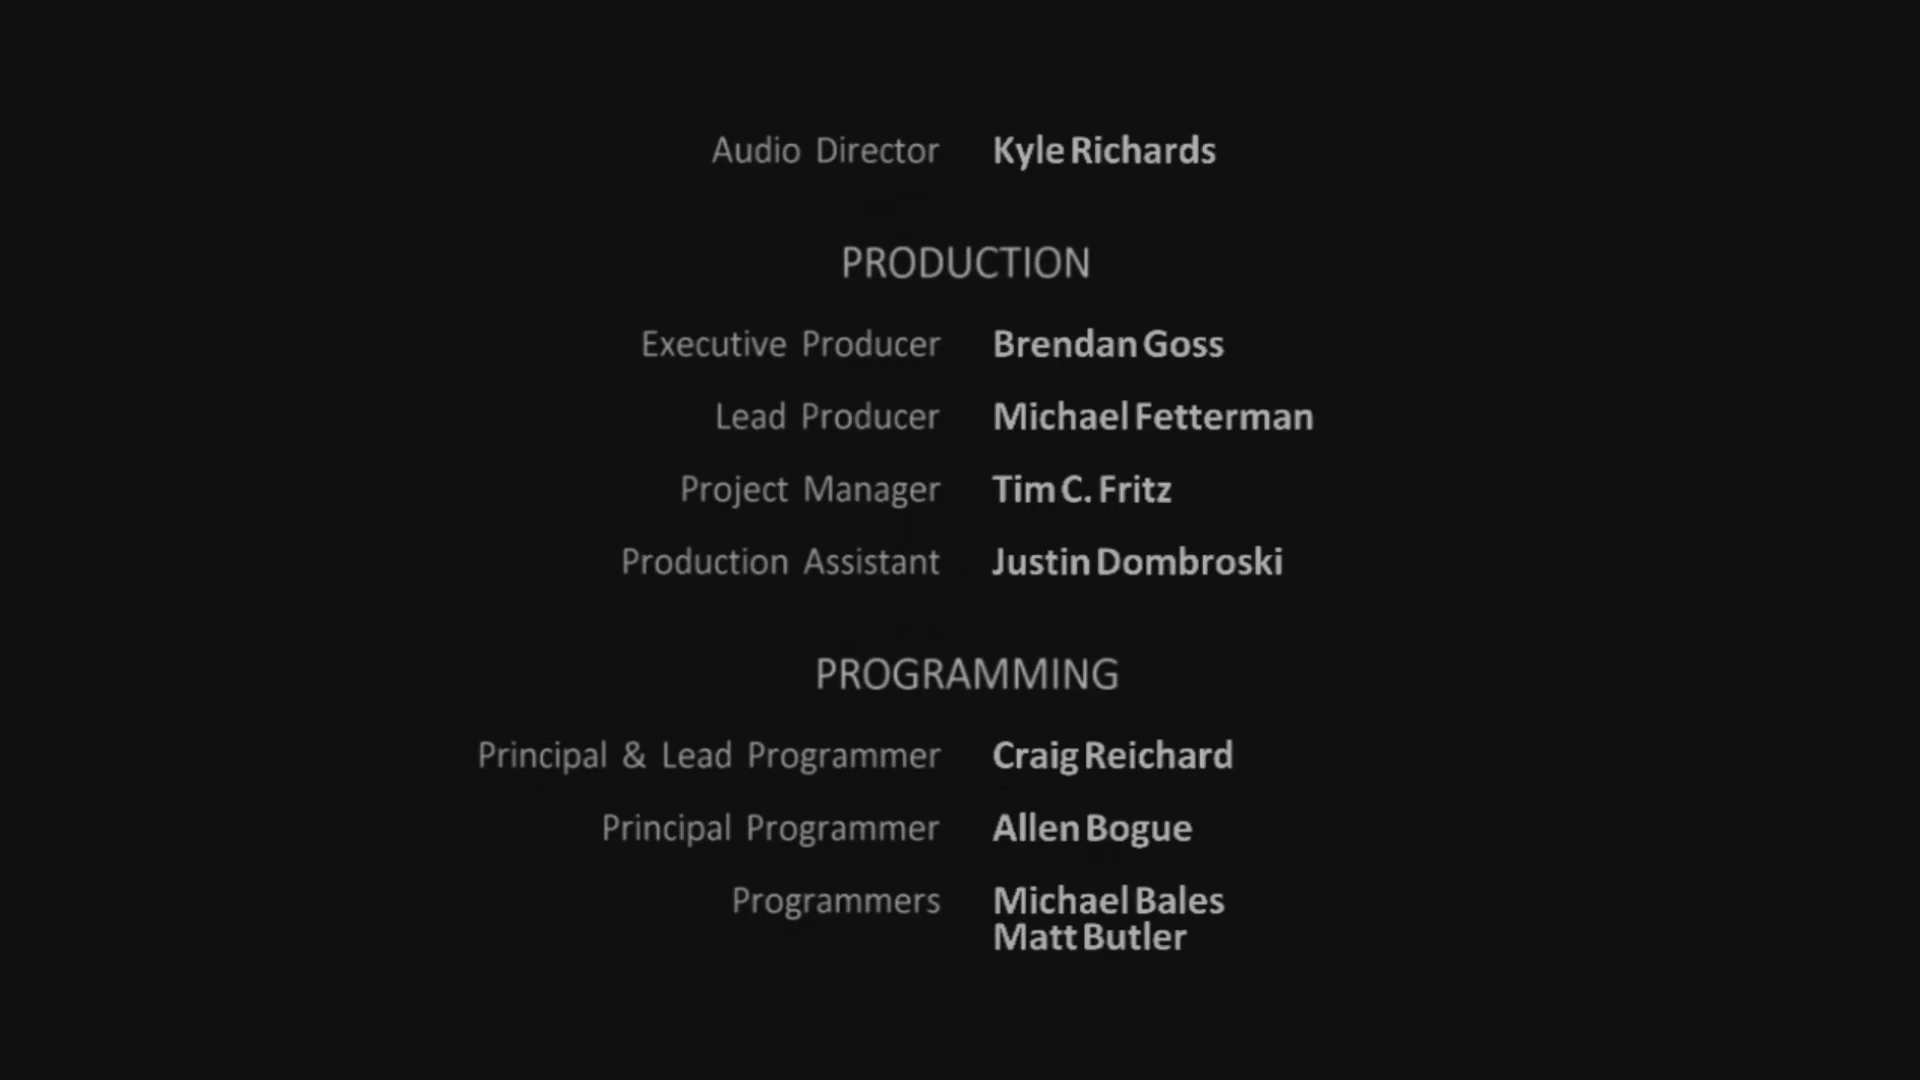 Audio Director Kyle Richards
PRODUCTION
Executive Producer Brendan Goss
Lead Producer Michael Fetterman
Project Manager Tim C. Fritz
Production Assistant Justin Dombroski
PROGRAMMING
Principal & Lead Programmer Craig Reichard
Principal Programmer Allen Bogue
Programmers Michael Bales
Matt Butler